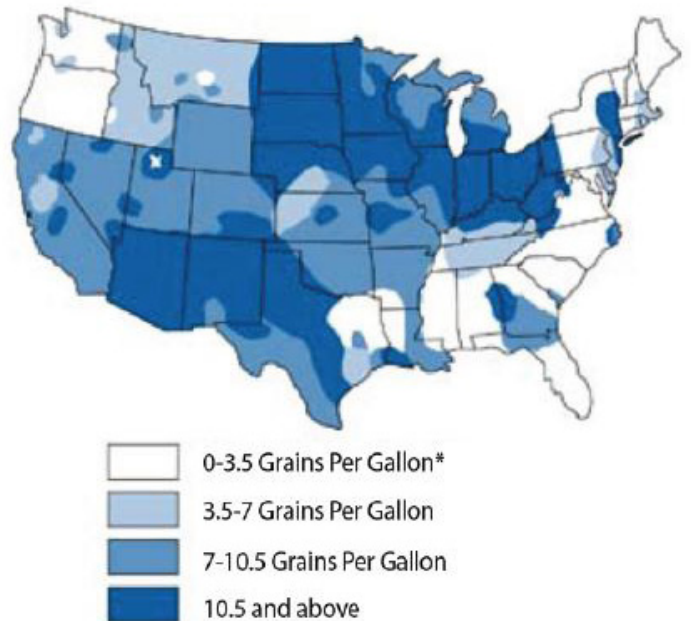 0-3.5 Grains Per Gallon*
3.5-7 Grains Per Gallon
7-10.5 Grains Per Gallon
10.5 and above